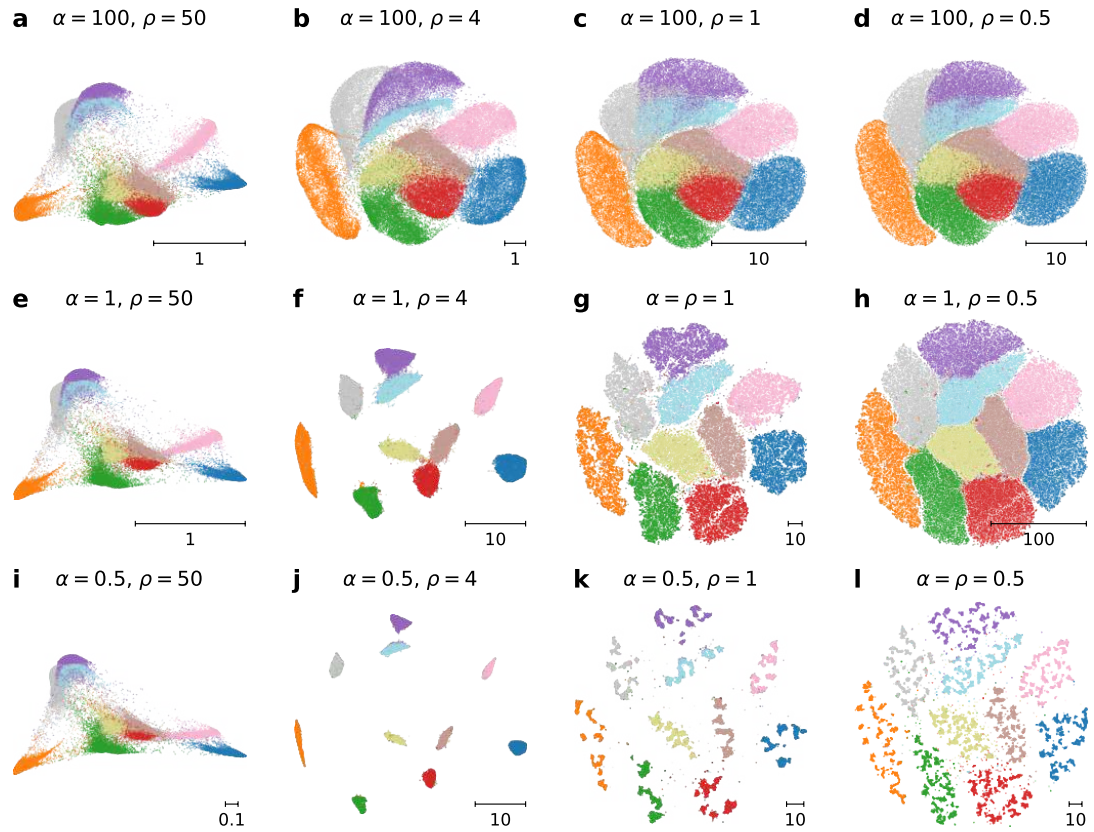 a α = 100, ρ = 50
b α = 100, ρ = 4
c α = 100, ρ = 1
d α = 100, ρ = 0.5
1
1
10
10
e α = 1, ρ = 50
f α = 1, ρ = 4
g α = ρ = 1
h α = 1, ρ = 0.5
1
10
10
100
i α = 0.5, ρ = 50
j α = 0.5, ρ = 4
k α = 0.5, ρ = 1
l α = ρ = 0.5
0.1
10
10
10